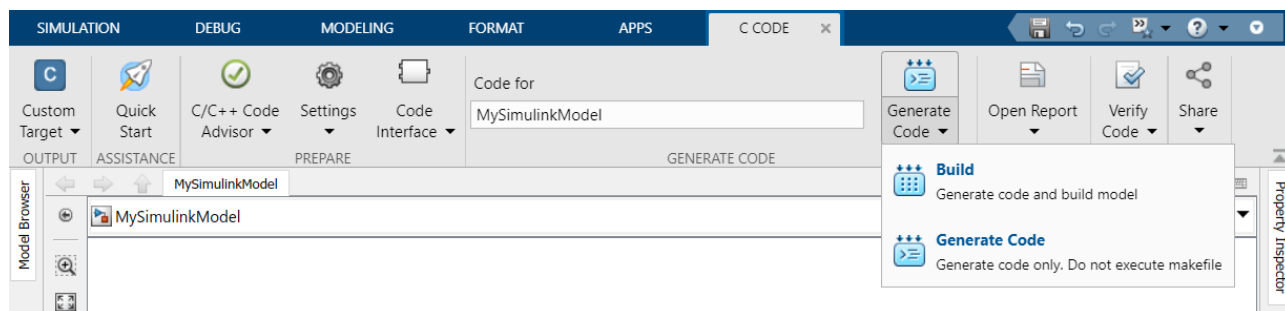 SIMULATION DEBUG MODELING FORMAT APPS C CODE
C Code for
Custom Quick C/C++ Code Settings Code MySimulinkModel Generate Open Report Verify Share
Target Start Advisor Interface Code Code
OUTPUT ASSISTANCE PREPARE GENERATE CODE
MySimulinkModel
MySimulinkModel
Build
Generate code and build model
Generate Code
Generate code only. Do not execute makefile
Model Browser
Property Inspector